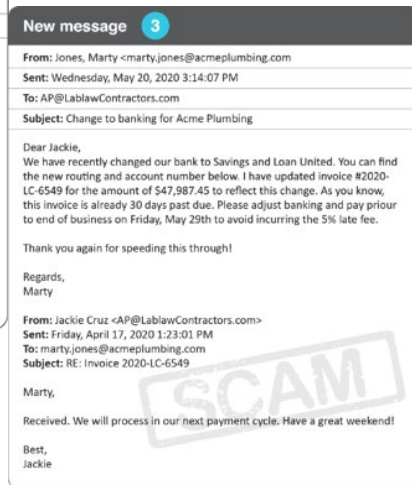 New message 3
From: Jones, Marty <marty.jones@acmeplumbing.com
Sent: Wednesday, May 20, 2020 3:14:07 PM
To: AP@LablawContractors.com
Subject: Change to banking for Acme Plumbing
Dear Jackie,
We have recently changed our bank to Savings and Loan United. You can find
the new routing and account number below. I have updated invoice #2020-
LC-6549 for the amount of $47,987.45 to reflect this change. As you know,
this invoice is already 30 days past due. Please adjust banking and pay priour
to end of business on Friday, May 29th to avoid incurring the 5% late fee.
Thank you again for speeding this through!
Regards,
Marty
From: Jackie Cruz <AP@LablawContractors.com>
Sent: Friday, April 17, 2020 1:23:01 PM
To: marty.jones@acmeplumbing.com
Subject: RE: Invoice 2020-LC-6549
Marty,
Received. We will process in our next payment cycle. Have a great weekend!
Best,
Jackie
SCAM